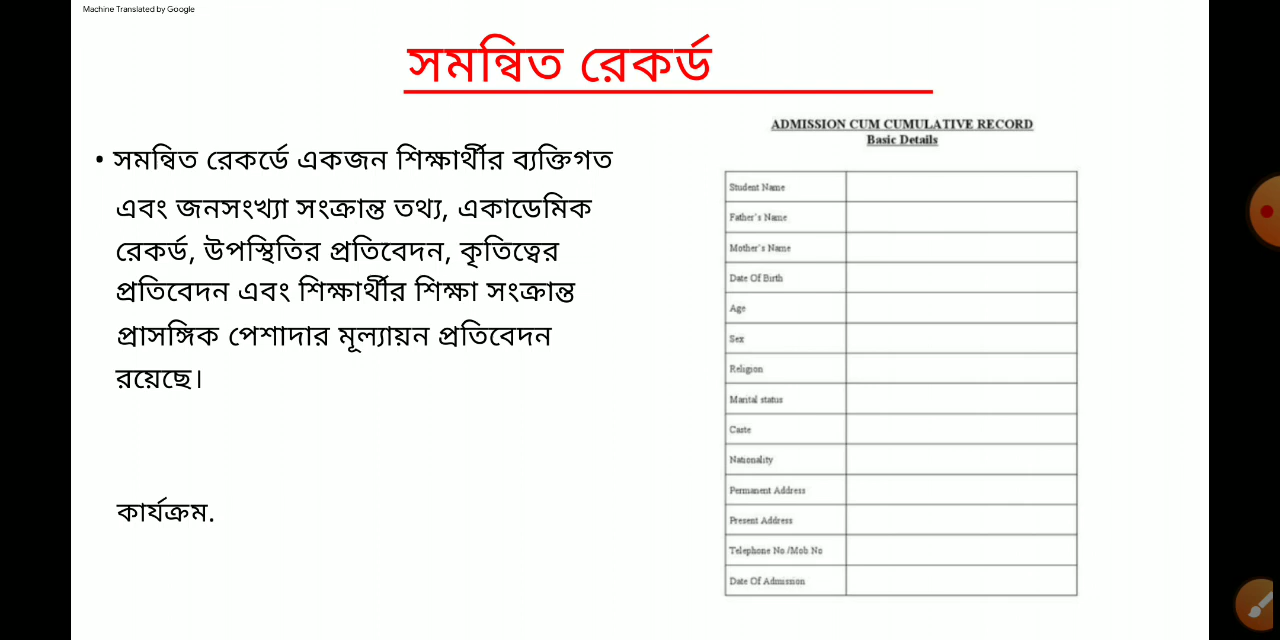 Machine Translated by Google
সমন্বিত রেকর্ড
• সমন্বিত রেকর্ডে একজন শিক্ষার্থীর ব্যক্তিগত
এবং জনসংখ্যা সংক্রান্ত তথ্য, একাডেমিক
রেকর্ড, উপস্থিতির প্রতিবেদন, কৃতিত্বের
প্রতিবেদন এবং শিক্ষার্থীর শিক্ষা সংক্রান্ত
প্রাসঙ্গিক পেশাদার মূল্যায়ন প্রতিবেদন
রয়েছে।
কার্যক্রম.
ADMISSION CUM CUMULATIVE RECORD
Basic Details
Student Name
Father's Name
Mother's Name
Date Of Birth
Age
Sex
Religion
Marital status
Caste
Nationality
Permanent Address
Present Address
Telephone No /Mob No
Date Of Admission